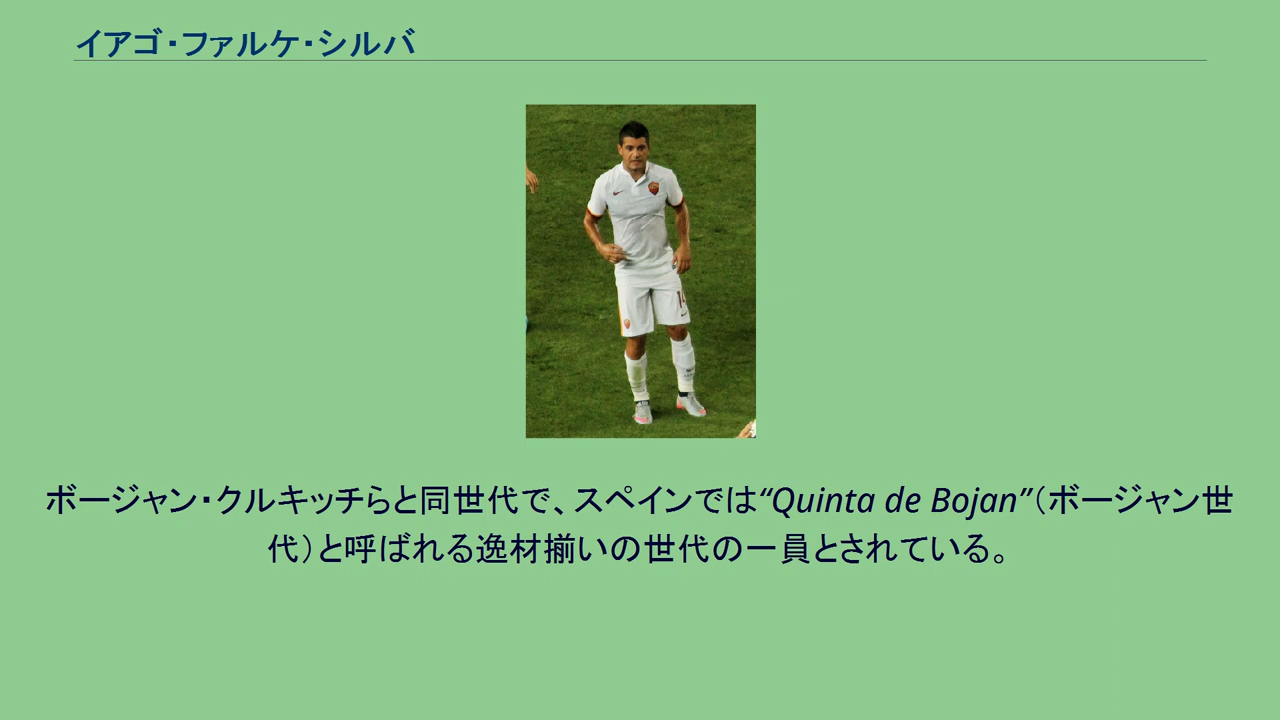 イアゴ・ファルケ・シルバ
14
ボージャン・クルキッチらと同世代で、スペインでは“Quinta de Bojan”（ボージャン世
代）と呼ばれる逸材揃いの世代の一員とされている。